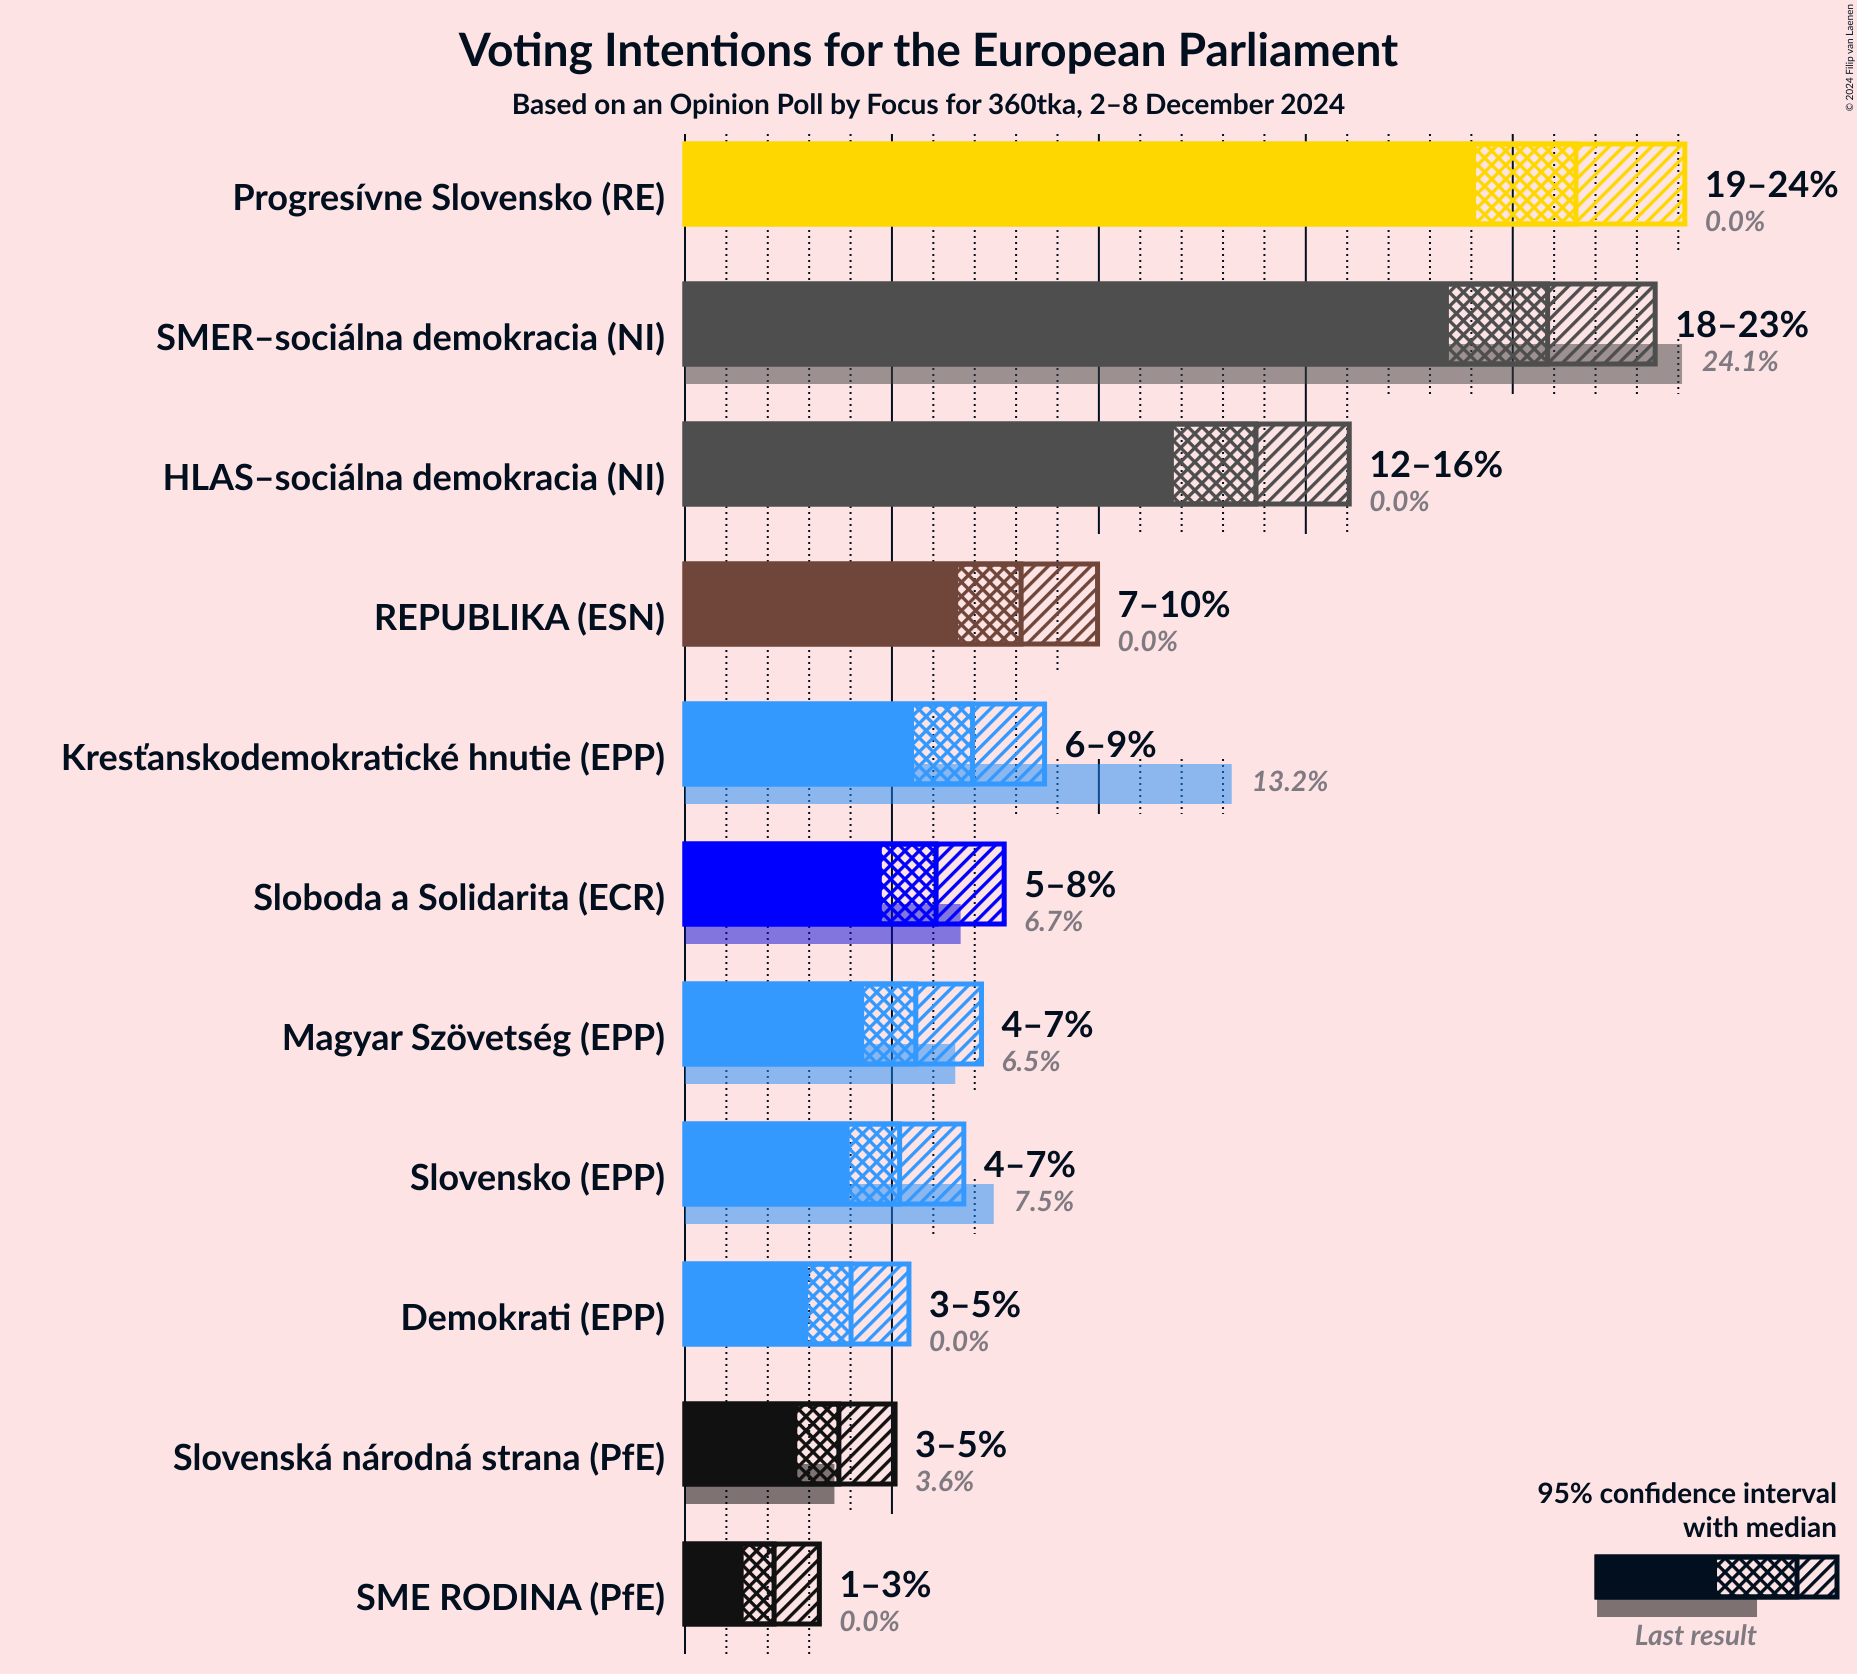 Voting Intentions for the European Parliament
Based on an Opinion Poll by Focus for 360tka, 2–8 December 2024
© 2024 Filip van Laenen
Progresívne Slovensko (RE)
19–24%
0.0%
SMER–sociálna demokracia (NI)
18–23%
24.1%
HLAS–sociálna demokracia (NI)
12–16%
0.0%
REPUBLIKA (ESN)
7–10%
0.0%
Kresťanskodemokratické hnutie (EPP)
6–9%
13.2%
Sloboda a Solidarita (ECR)
5–8%
6.7%
Magyar Szövetség (EPP)
4–7%
6.5%
Slovensko (EPP)
4–7%
7.5%
Demokrati (EPP)
3–5%
0.0%
Slovenská národná strana (PfE)
3–5%
3.6%
SME RODINA (PfE)
1–3%
0.0%
95% confidence interval
with median
Last result